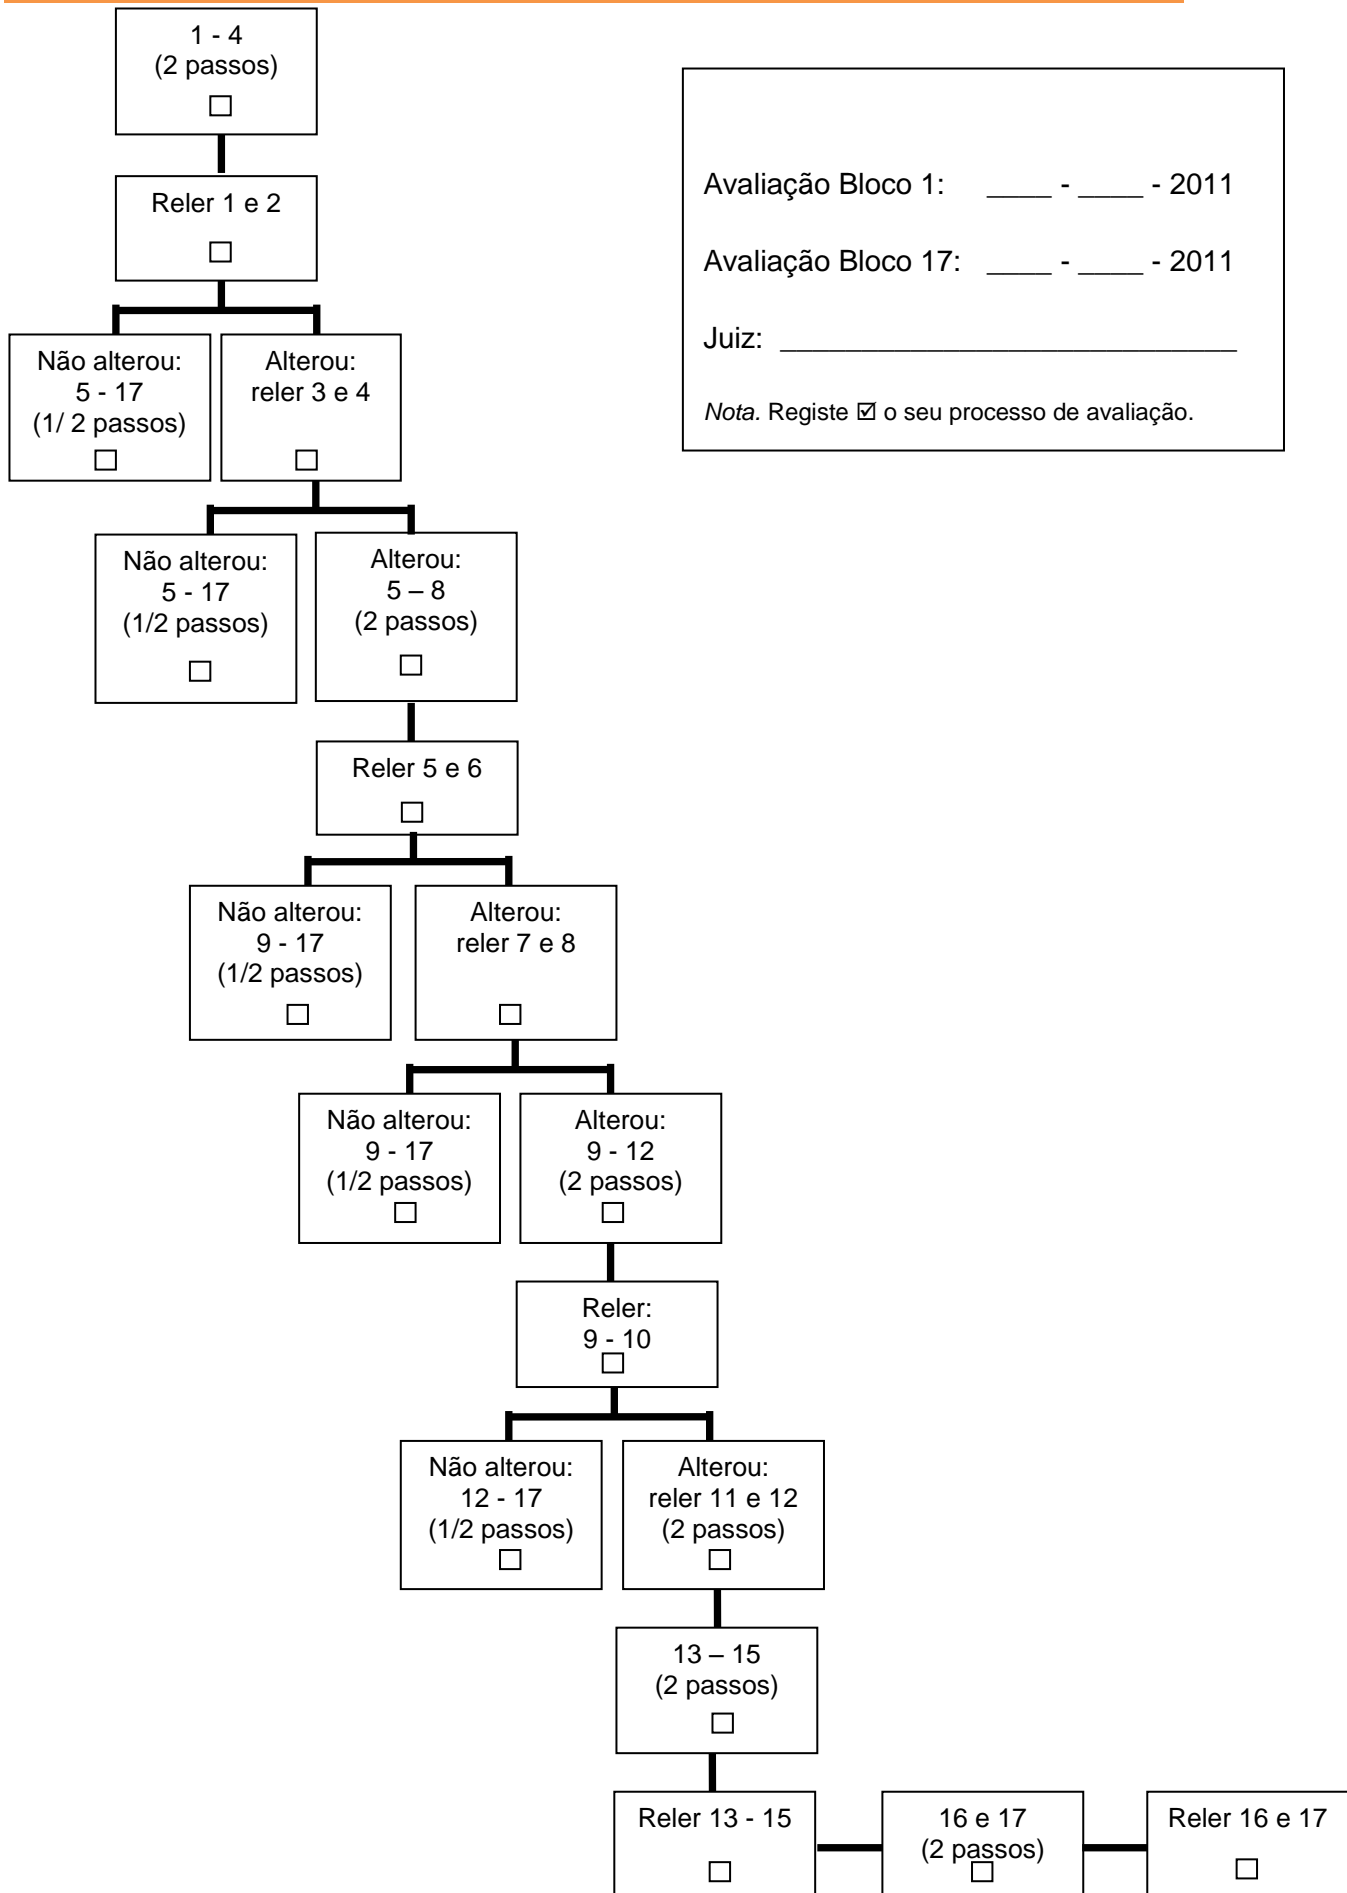 1 - 4
(2 passos)
☐
Reler 1 e 2
☐
Avaliação Bloco 1: ____ - ____ - 2011
Avaliação Bloco 17: ____ - ____ - 2011
Juiz: ____________________________
Nota. Registe ☑ o seu processo de avaliação.
Não alterou:
5 - 17
(1/ 2 passos)
☐
Alterou:
reler 3 e 4
☐
Não alterou:
5 - 17
(1/2 passos)
☐
Alterou:
5 – 8
(2 passos)
☐
Reler 5 e 6
☐
Não alterou:
9 - 17
(1/2 passos)
☐
Alterou:
reler 7 e 8
☐
Não alterou:
9 - 17
(1/2 passos)
☐
Alterou:
9 - 12
(2 passos)
☐
Reler:
9 - 10
☐
Não alterou:
12 - 17
(1/2 passos)
☐
Alterou:
reler 11 e 12
(2 passos)
☐
13 – 15
(2 passos)
☐
Reler 13 - 15
☐
16 e 17
(2 passos)
☐
Reler 16 e 17
☐